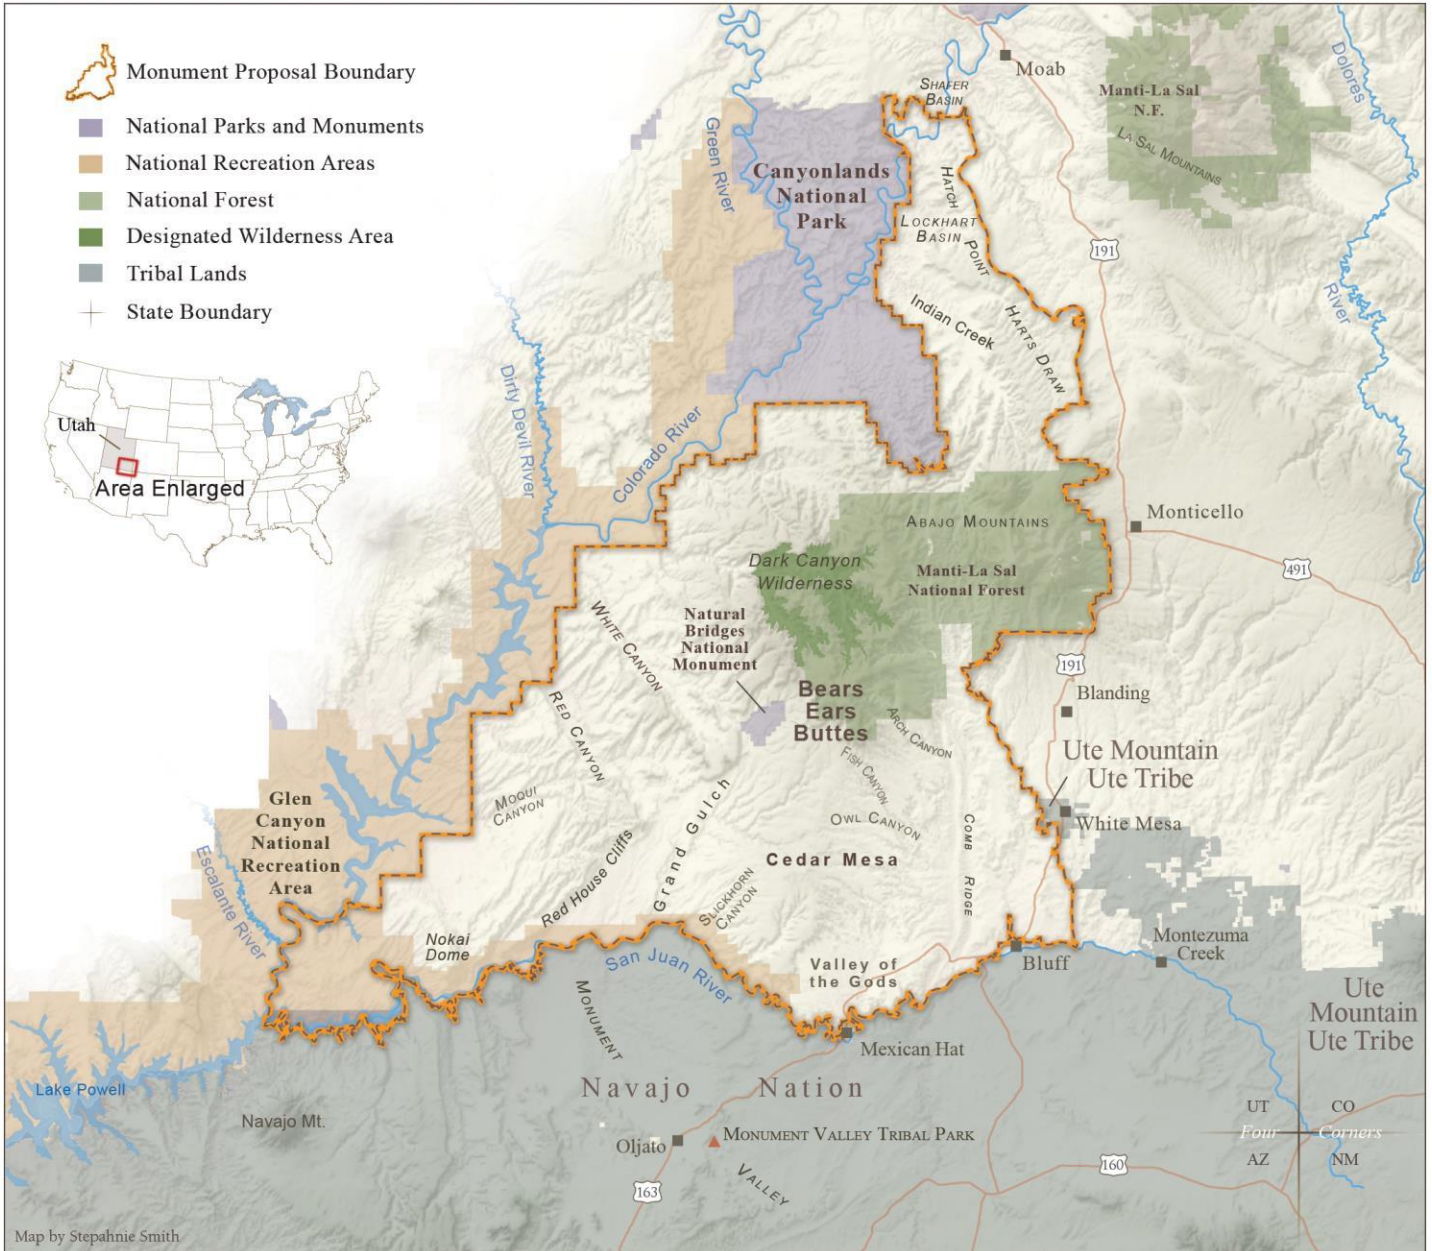 Monument Proposal Boundary
National Parks and Monuments
National Recreation Areas
National Forest
Designated Wilderness Area
Tribal Lands
State Boundary
Utah
Area Enlarged
Moab
SHAFER
BASIN
Manti-La Sal
N.F.
LA SAL MOUNTAINS
Dolores
River
Green River
Canyonlands
National
Park
HATCH
POINT
LOCKHART
BASIN
191
Indian Creek
HARTS DRAW
Dirty Devil River
Colorado River
ABAJO MOUNTAINS
Monticello
491
Dark Canyon
Wilderness
Manti-La Sal
National Forest
Natural
Bridges
National
Monument
WHITE CANYON
RED CANYON
Bears
Ears
Buttes
191
Blanding
ARCH CANYON
FISH CANYON
Ute Mountain
Ute Tribe
White Mesa
MOQUI
CANYON
Grand Gulch
OWL CANYON
COMB
RIDGE
Glen
Canyon
National
Recreation
Area
Escalante River
Red House Cliffs
Cedar Mesa
SLICKHORN
CANYON
Nokai
Dome
San Juan River
Valley of
the Gods
Bluff
Montezuma
Creek
Ute
Mountain
Ute Tribe
MONUMENT
Mexican Hat
Navajo Nation
Lake Powell
Navajo Mt.
Oljato
MONUMENT VALLEY TRIBAL PARK
VALLEY
163
160
UT
CO
Four Corners
AZ
NM
Map by Stepahnie Smith